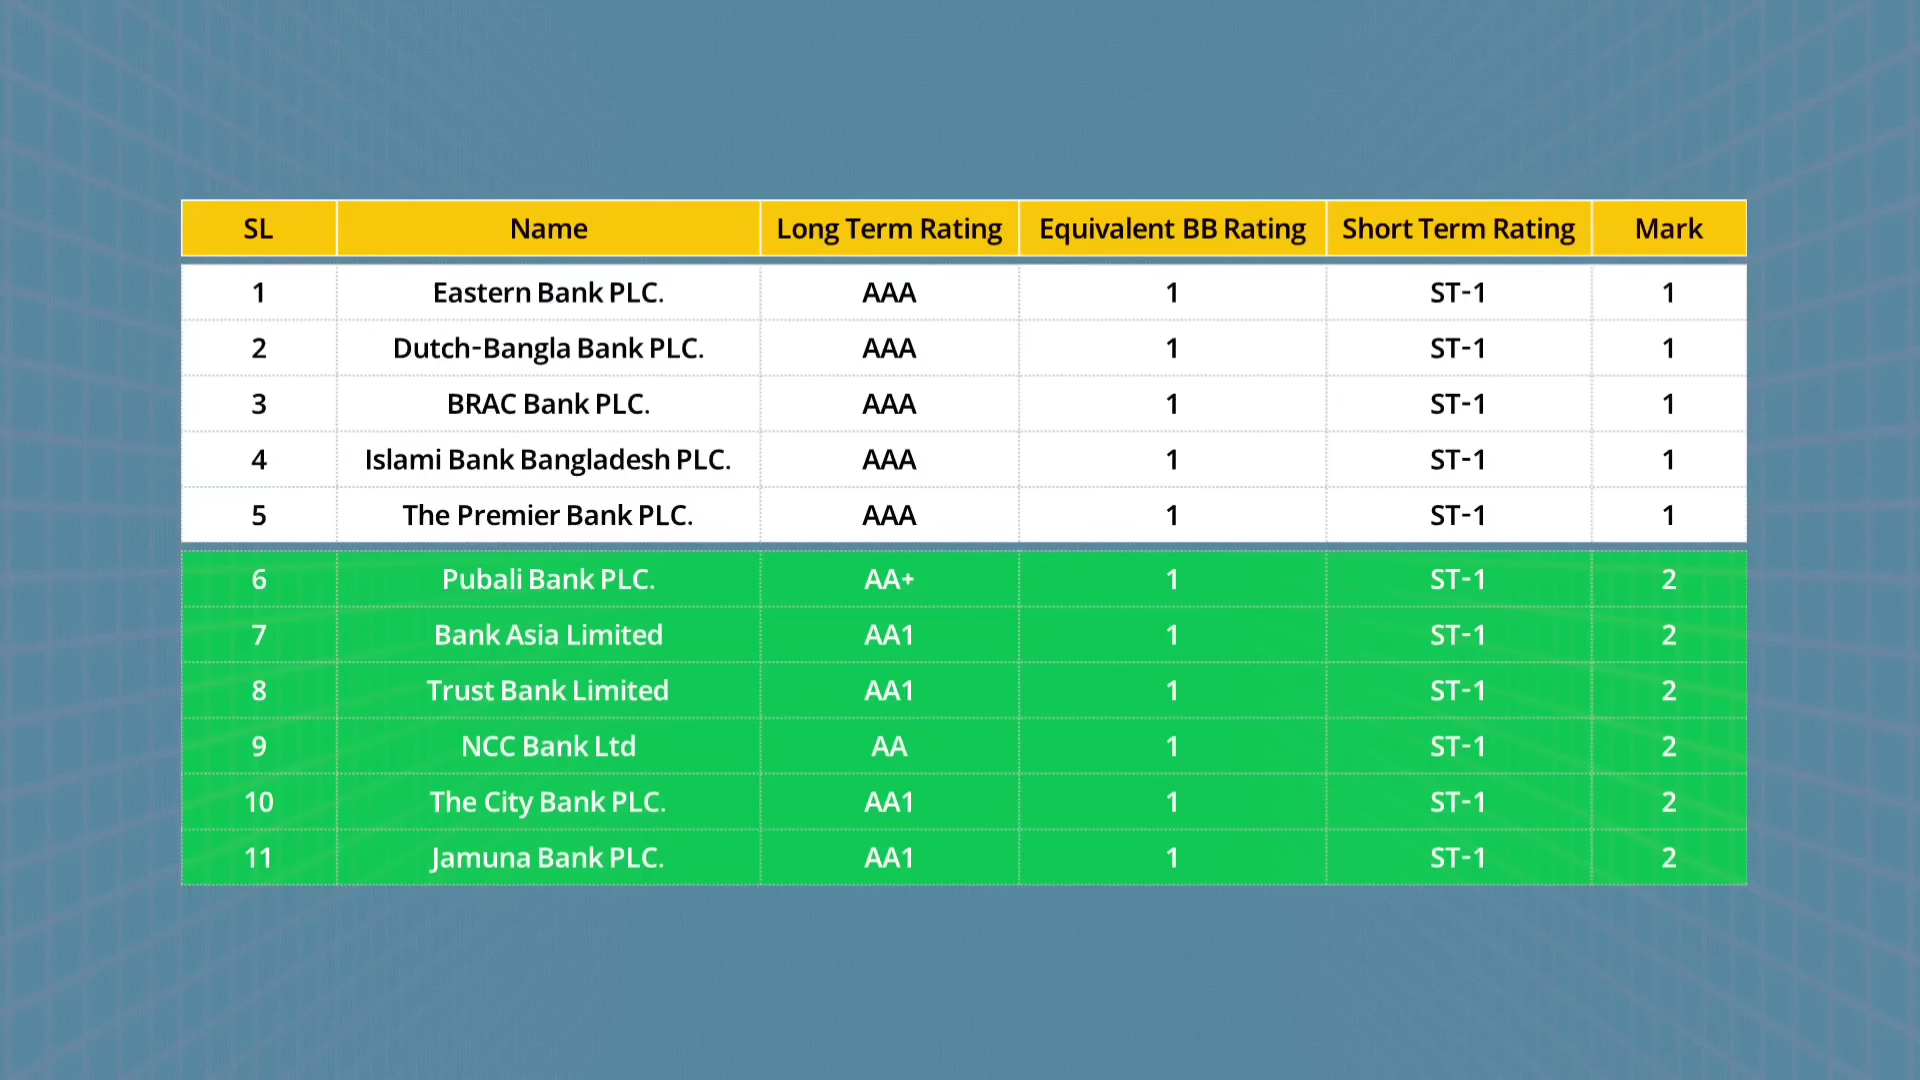 SL Name Long Term Rating Equivalent BB Rating Short Term Rating Mark
1 Eastern Bank PLC. AAA 1 ST-1 1
2 Dutch-Bangla Bank PLC. AAA 1 ST-1 1
3 BRAC Bank PLC. AAA 1 ST-1 1
4 Islami Bank Bangladesh PLC. AAA 1 ST-1 1
5 The Premier Bank PLC. AAA 1 ST-1 1
6 Pubali Bank PLC. AA+ 1 ST-1 2
7 Bank Asia Limited AA1 1 ST-1 2
8 Trust Bank Limited AA1 1 ST-1 2
9 NCC Bank Ltd AA 1 ST-1 2
10 The City Bank PLC. AA1 1 ST-1 2
11 Jamuna Bank PLC. AA1 1 ST-1 2